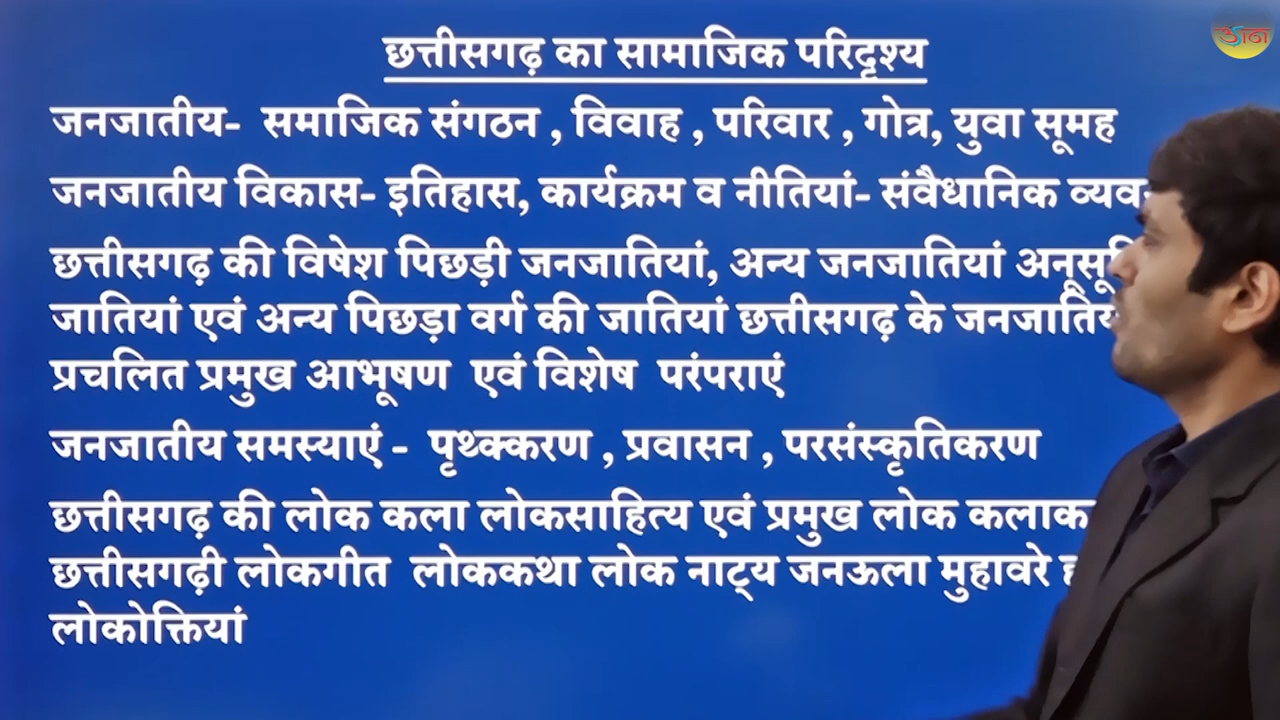 छत्तीसगढ़ का सामाजिक परिदृश्य
जनजातीय- समाजिक संगठन , विवाह , परिवार , गोत्र, युवा सूमह
जनजातीय विकास- इतिहास, कार्यक्रम व नीतियां- संवैधानिक
छत्तीसगढ़ की विषेश पिछड़ी जनजातियां, अन्य जनजातियां
जातियां एवं अन्य पिछड़ा वर्ग की जातियां छत्तीसगढ़ के
प्रचलित प्रमुख आभूषण एवं विशेष परंपराएं
जनजातीय समस्याएं - पृथ्क्करण , प्रवासन , परसंस्कृतिकरण
छत्तीसगढ़ की लोक कला लोकसाहित्य एवं प्रमुख लोक
छत्तीसगढ़ी लोकगीत लोककथा लोक नाट्य जनऊला मुहावरे
लोकोक्तियां